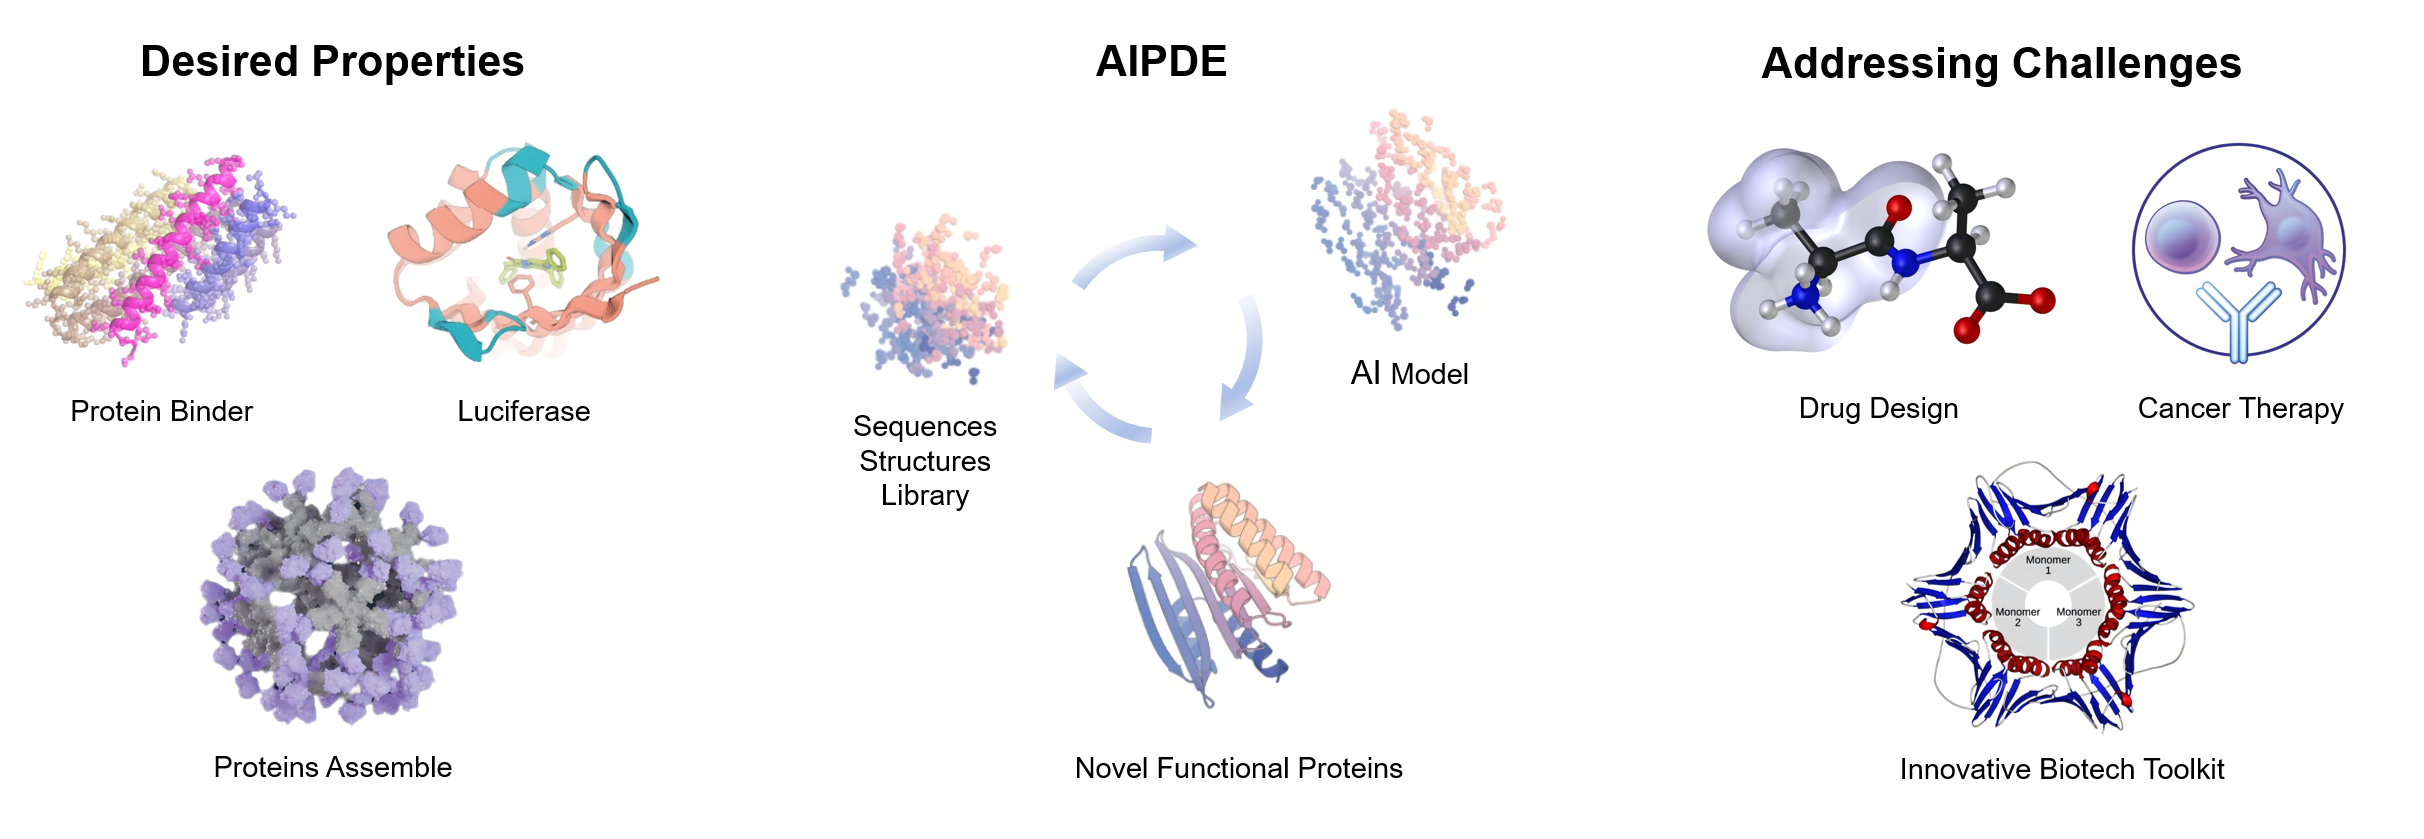 Desired Properties
Protein Binder
Luciferase
Proteins Assemble
AIPDE
Sequences
Structures
Library
AI Model
Novel Functional Proteins
Addressing Challenges
Drug Design
Cancer Therapy
Monomer
1
Monomer
2
Monomer
3
Innovative Biotech Toolkit